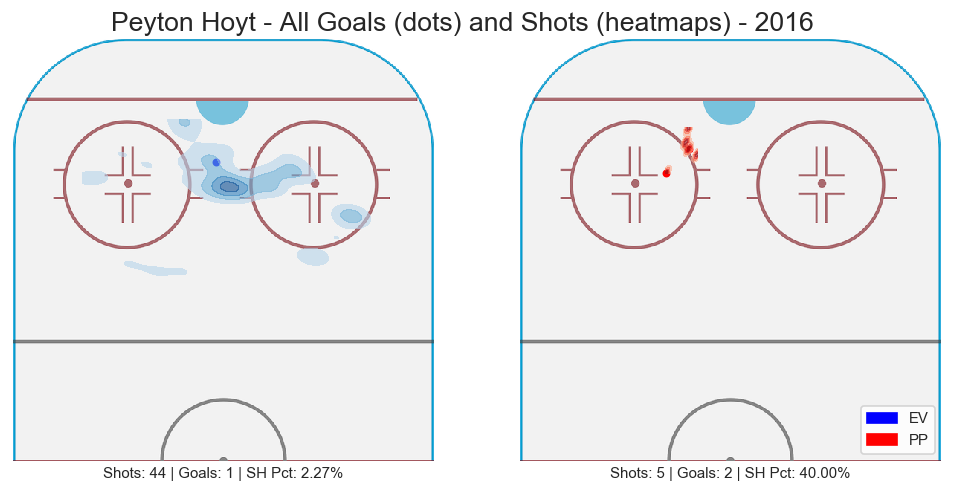 Peyton Hoyt - All Goals (dots) and Shots (heatmaps) - 2016
EV
PP
Shots: 44 | Goals: 1 | SH Pct: 2.27%
Shots: 5 | Goals: 2 | SH Pct: 40.00%